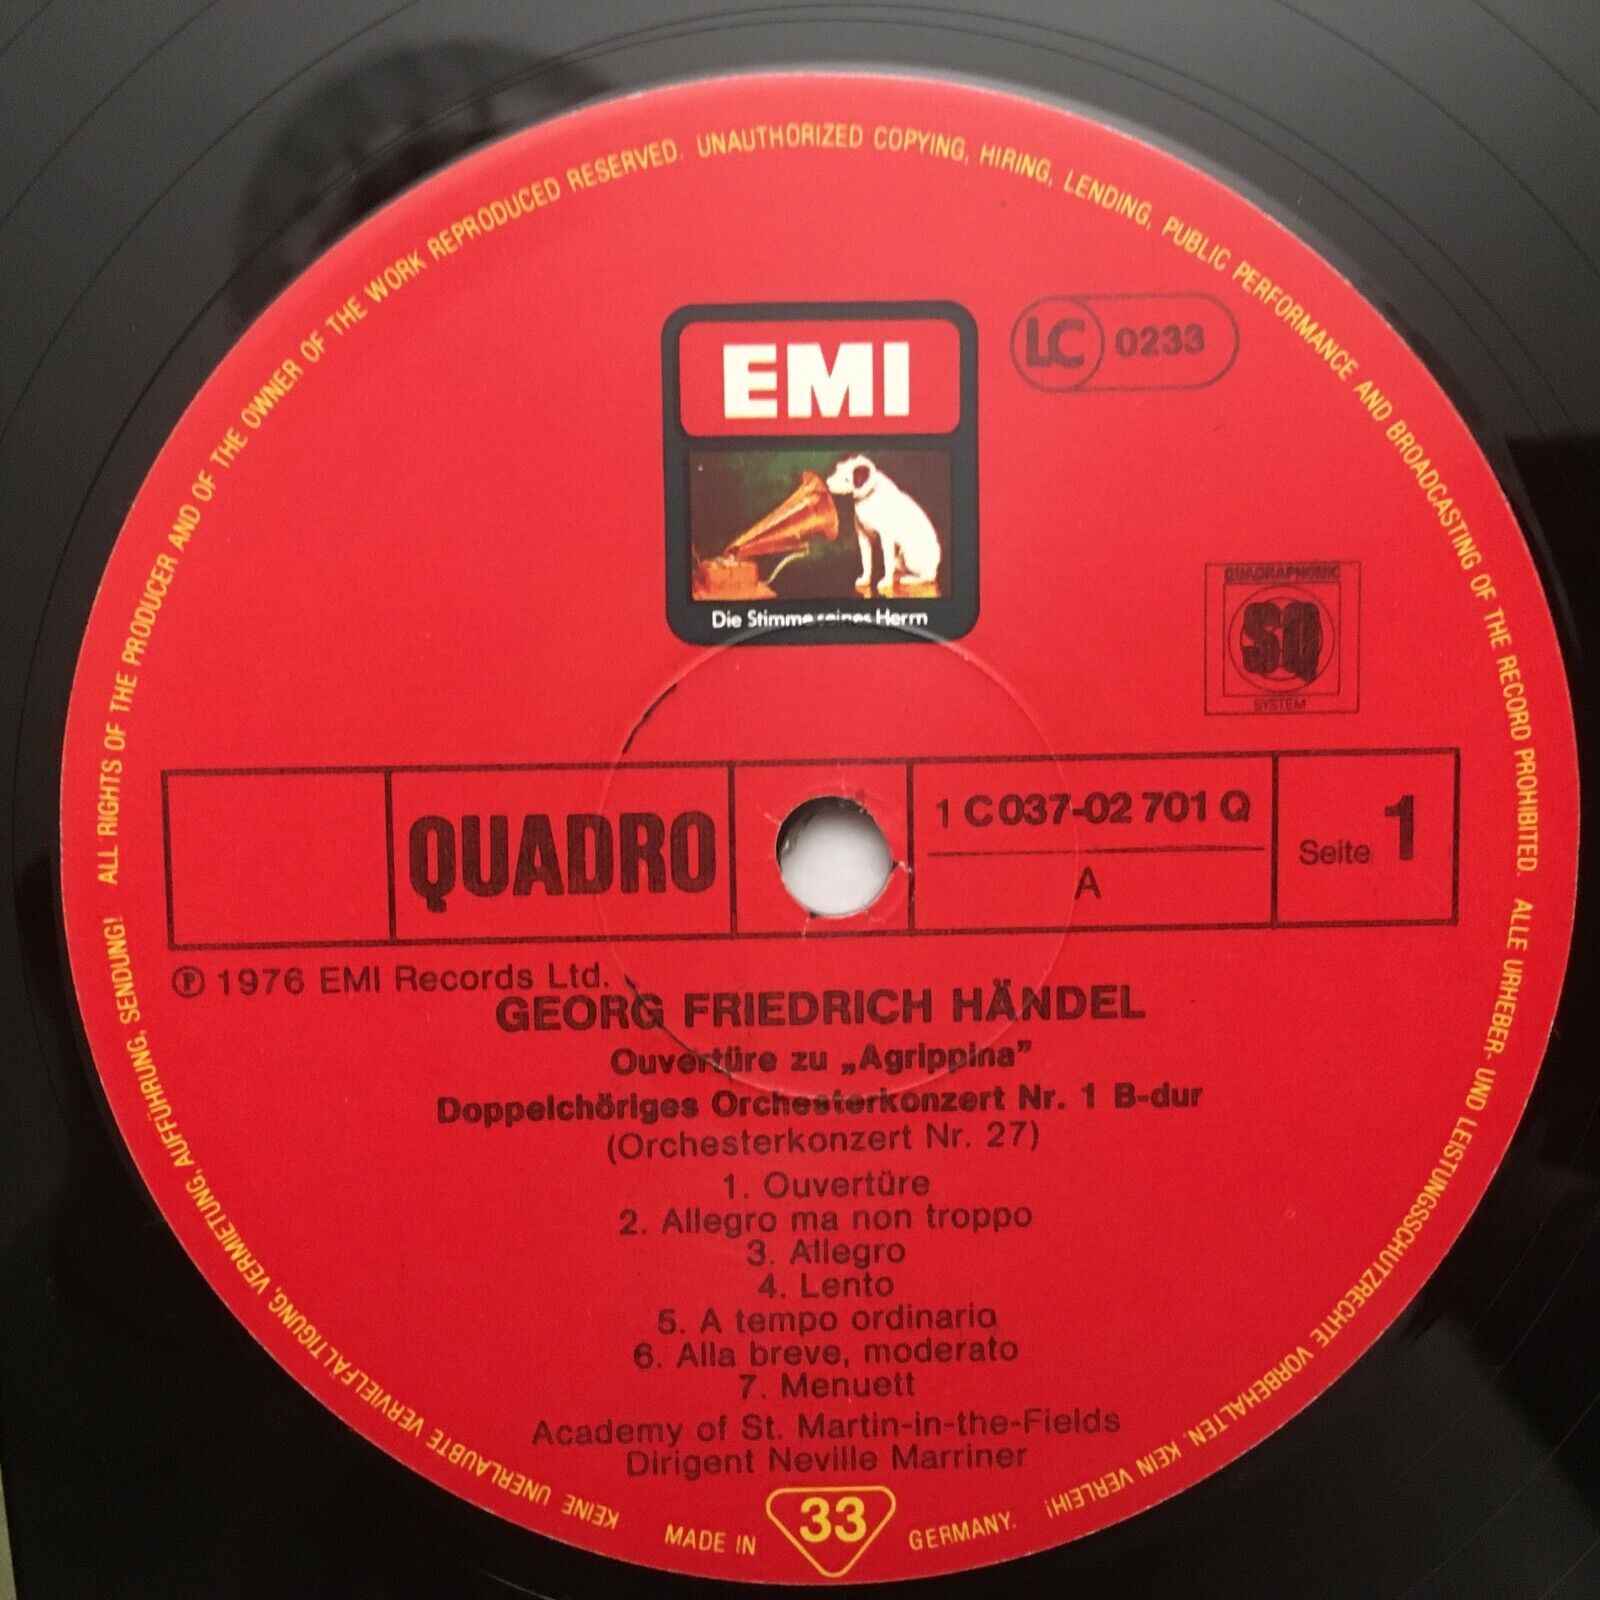 ALL RIGHTS OF THE PRODUCER AND OF THE OWNER OF THE WORK REPRODUCED RESERVED. UNAUTHORIZED COPYING, HIRING, LENDING, PUBLIC PERFORMANCE AND BROADCASTING OF THE RECORD PROHIBITED.
ALLE URHEBER- UND LEISTUNGSSCHUTZRECHTE VORBEHALTEN. KEIN VERLEIH!
KEINE UNERLAUBTE VERVIELFÄLTIGUNG, VERMIETUNG, AUFFÜHRUNG, SENDUNG!
EMI
LC 0233
Die Stimme seines Herrn
QUADRAPHONIC
SQ
SYSTEM
QUADRO
1 C 037-02 701 Q
A
Seite 1
℗ 1976 EMI Records Ltd.
GEORG FRIEDRICH HÄNDEL
Ouvertüre zu „Agrippina”
Doppelchöriges Orchesterkonzert Nr. 1 B-dur
(Orchesterkonzert Nr. 27)
1. Ouvertüre
2. Allegro ma non troppo
3. Allegro
4. Lento
5. A tempo ordinario
6. Alla breve, moderato
7. Menuett
Academy of St. Martin-in-the-Fields
Dirigent Neville Marriner
MADE IN 33 GERMANY.